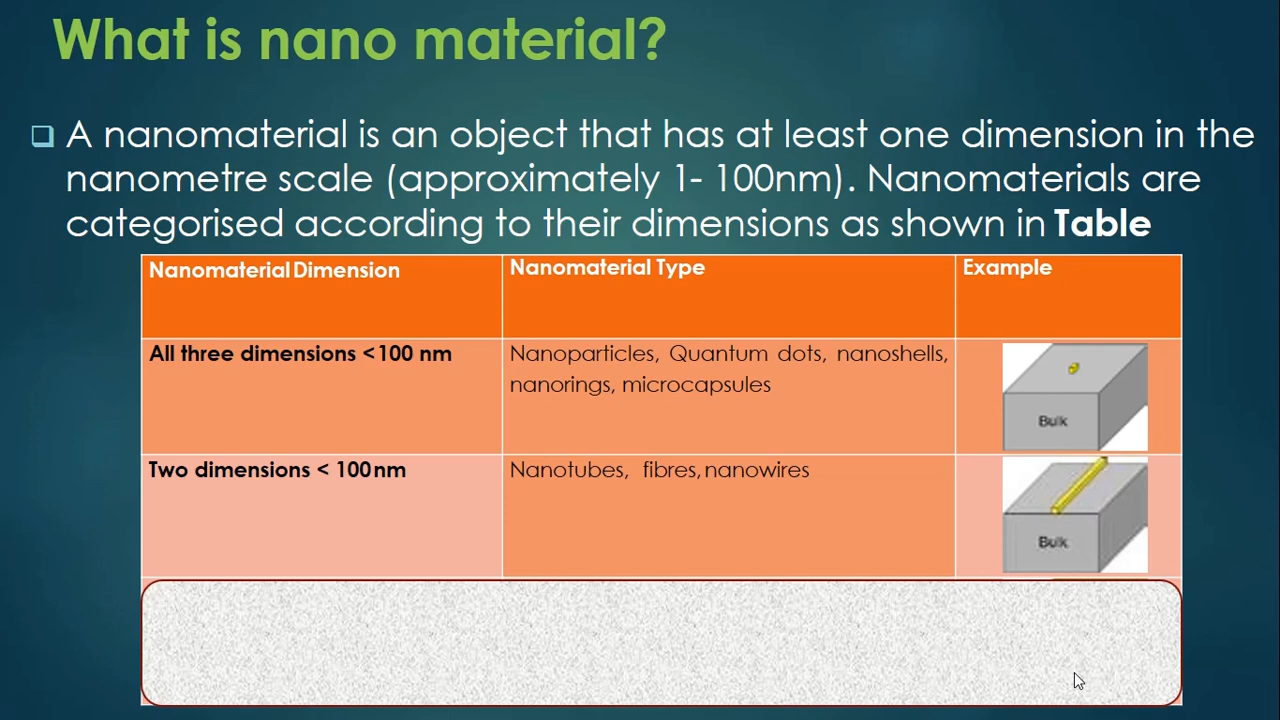 What is nano material?
A nanomaterial is an object that has at least one dimension in the
nanometre scale (approximately 1- 100nm). Nanomaterials are
categorised according to their dimensions as shown in Table
Nanomaterial Dimension
Nanomaterial Type
Example
All three dimensions <100 nm
Nanoparticles, Quantum dots, nanoshells,
nanorings, microcapsules
Bulk
Two dimensions < 100nm
Nanotubes, fibres, nanowires
Bulk